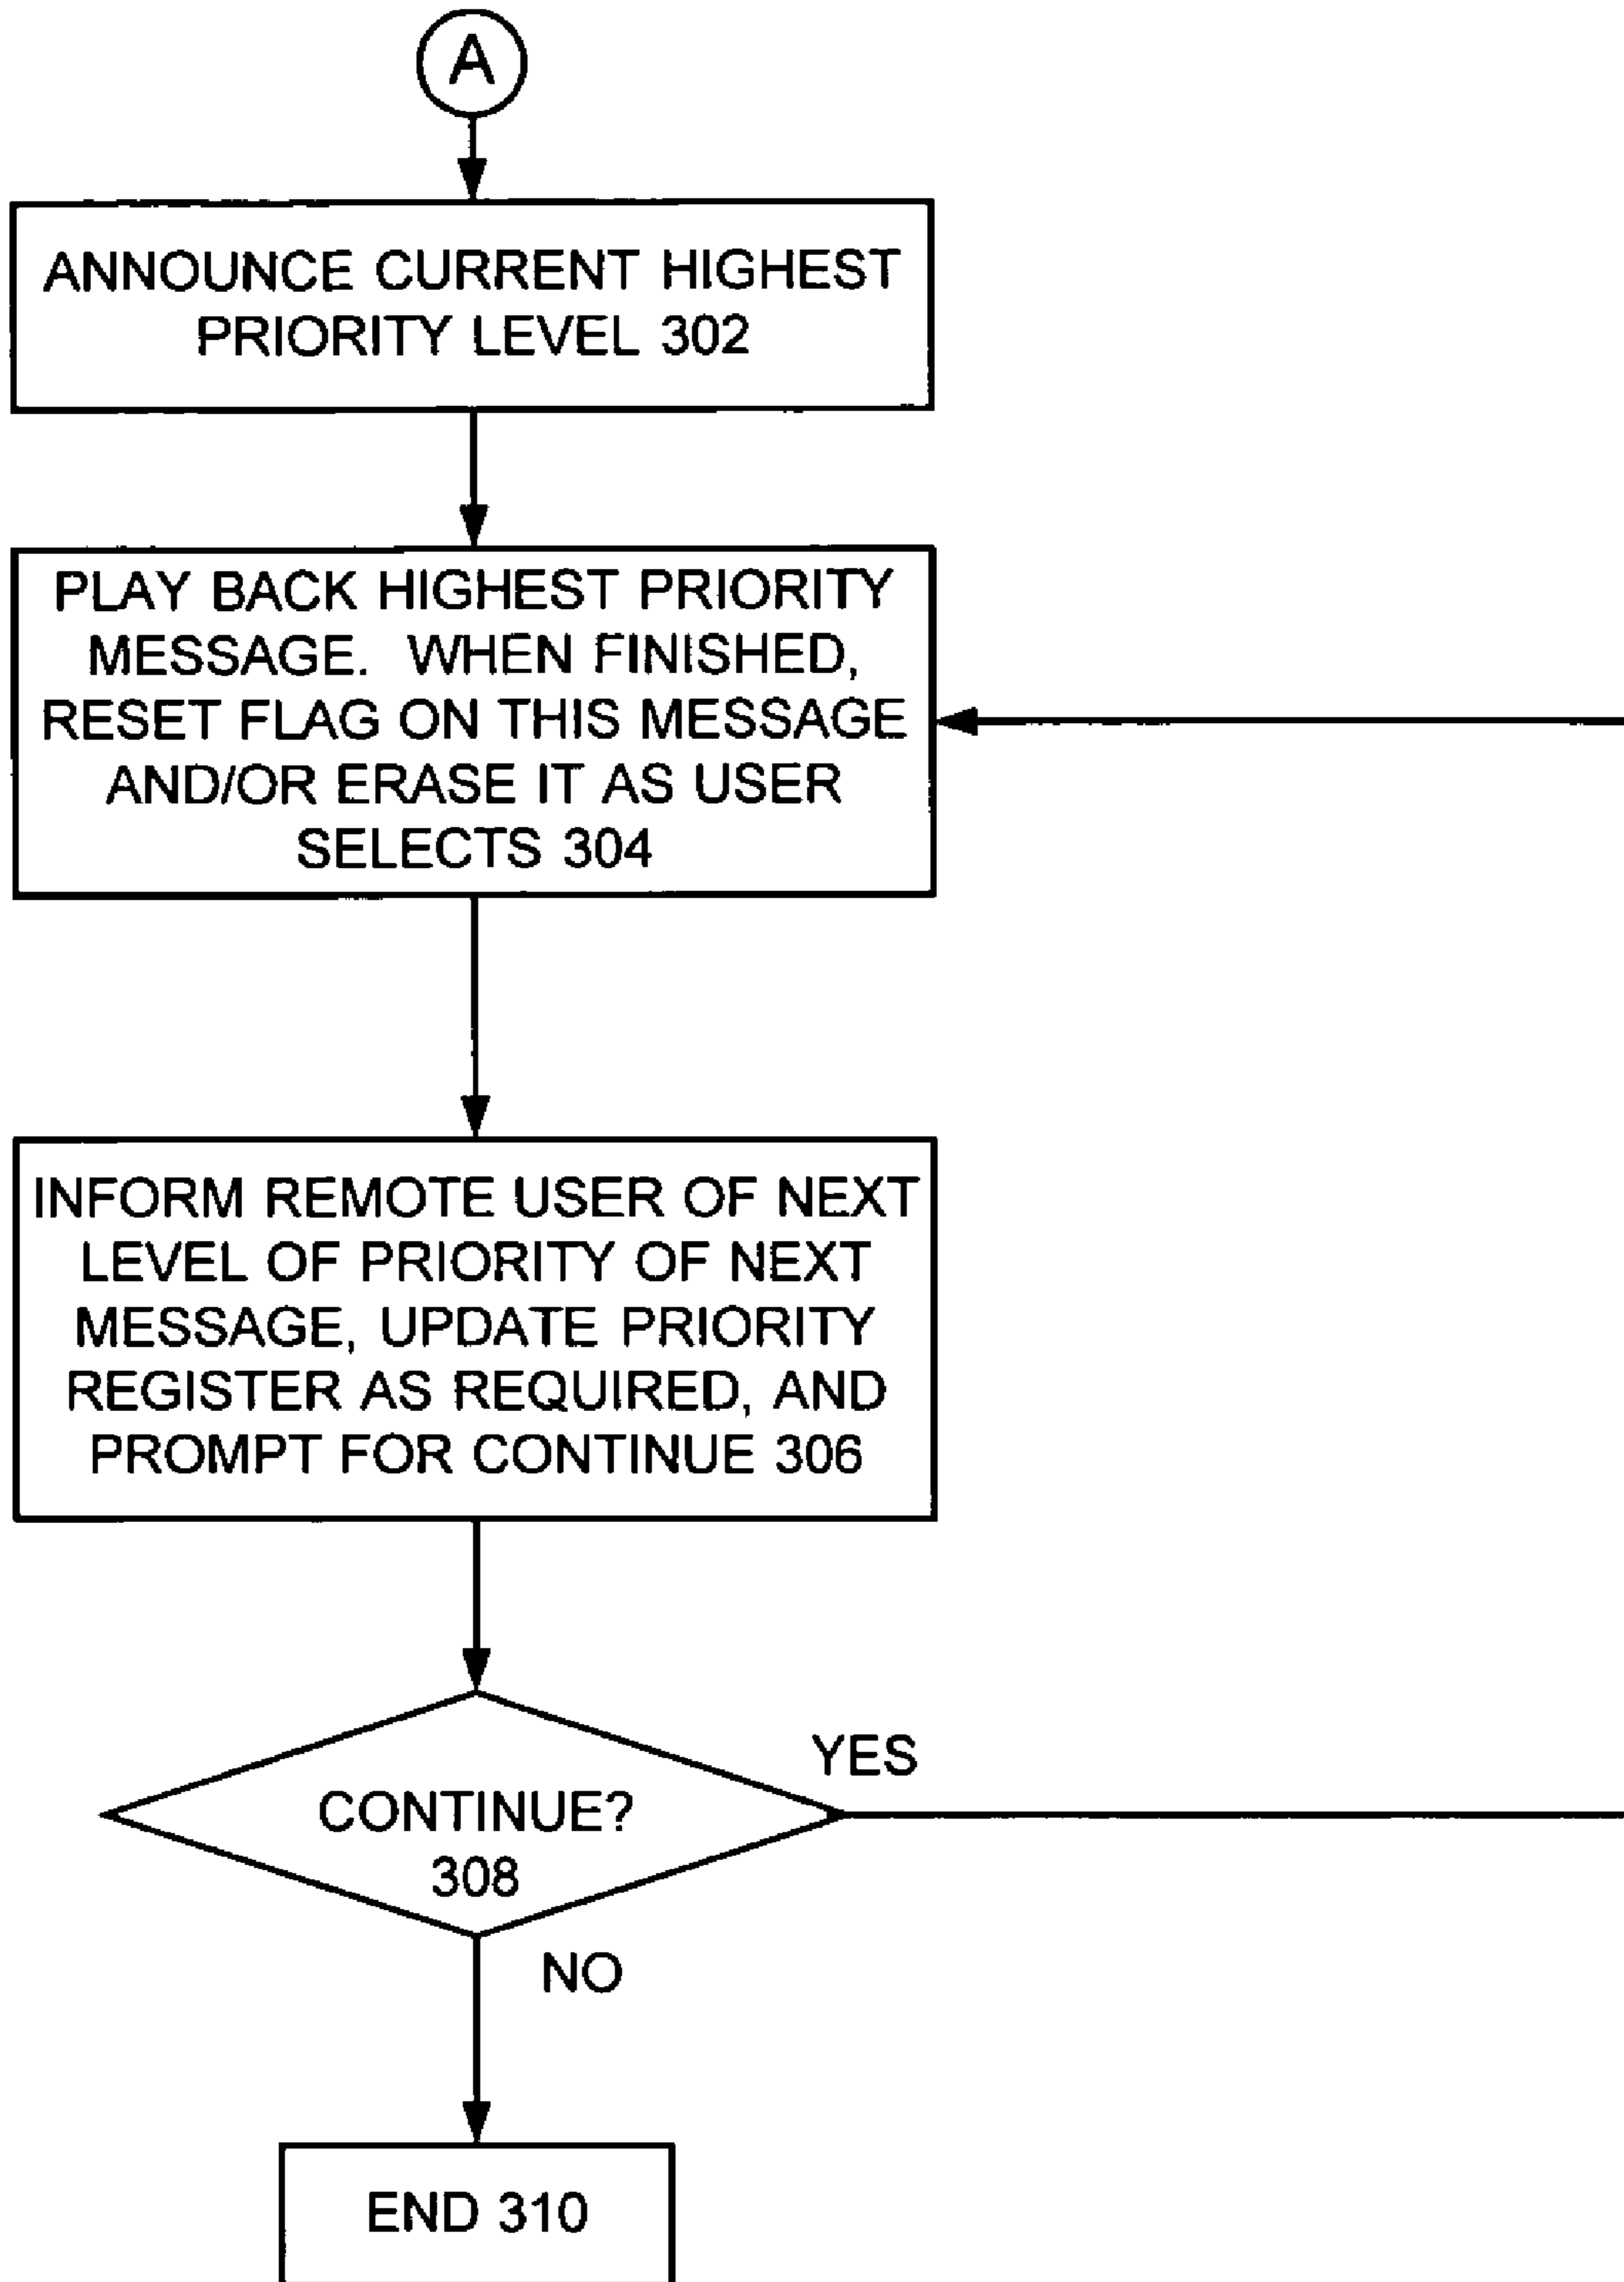 A
ANNOUNCE CURRENT HIGHEST
PRIORITY LEVEL 302
PLAY BACK HIGHEST PRIORITY
MESSAGE. WHEN FINISHED,
RESET FLAG ON THIS MESSAGE
AND/OR ERASE IT AS USER
SELECTS 304
INFORM REMOTE USER OF NEXT
LEVEL OF PRIORITY OF NEXT
MESSAGE, UPDATE PRIORITY
REGISTER AS REQUIRED, AND
PROMPT FOR CONTINUE 306
YES
CONTINUE?
308
NO
END 310